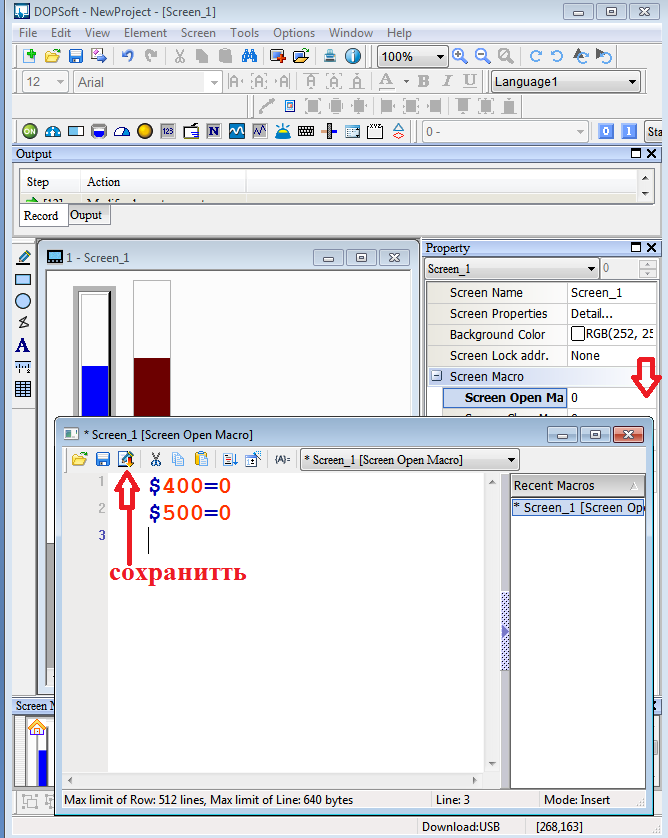 DOPSoft - NewProject - [Screen_1]
File Edit View Element Screen Tools Options Window Help
100%
12 Arial Language1
B I U
ON 123 N XYZ 0 - 0 1 Sta
Output
Step Action
Record Ouput
1 - Screen_1
Property
Screen_1 0
Screen Name Screen_1
Screen Properties Detail...
Background Color RGB(252, 25
Screen Lock addr. None
Screen Macro
Screen Open Ma 0
* Screen_1 [Screen Open Macro]
{A}= * Screen_1 [Screen Open Macro]
1 $400=0
2 $500=0
3
сохранитть
Recent Macros
* Screen_1 [Screen Ope
Screen M
Max limit of Row: 512 lines, Max limit of Line: 640 bytes Line: 3 Mode: Insert
Download:USB [268,163]